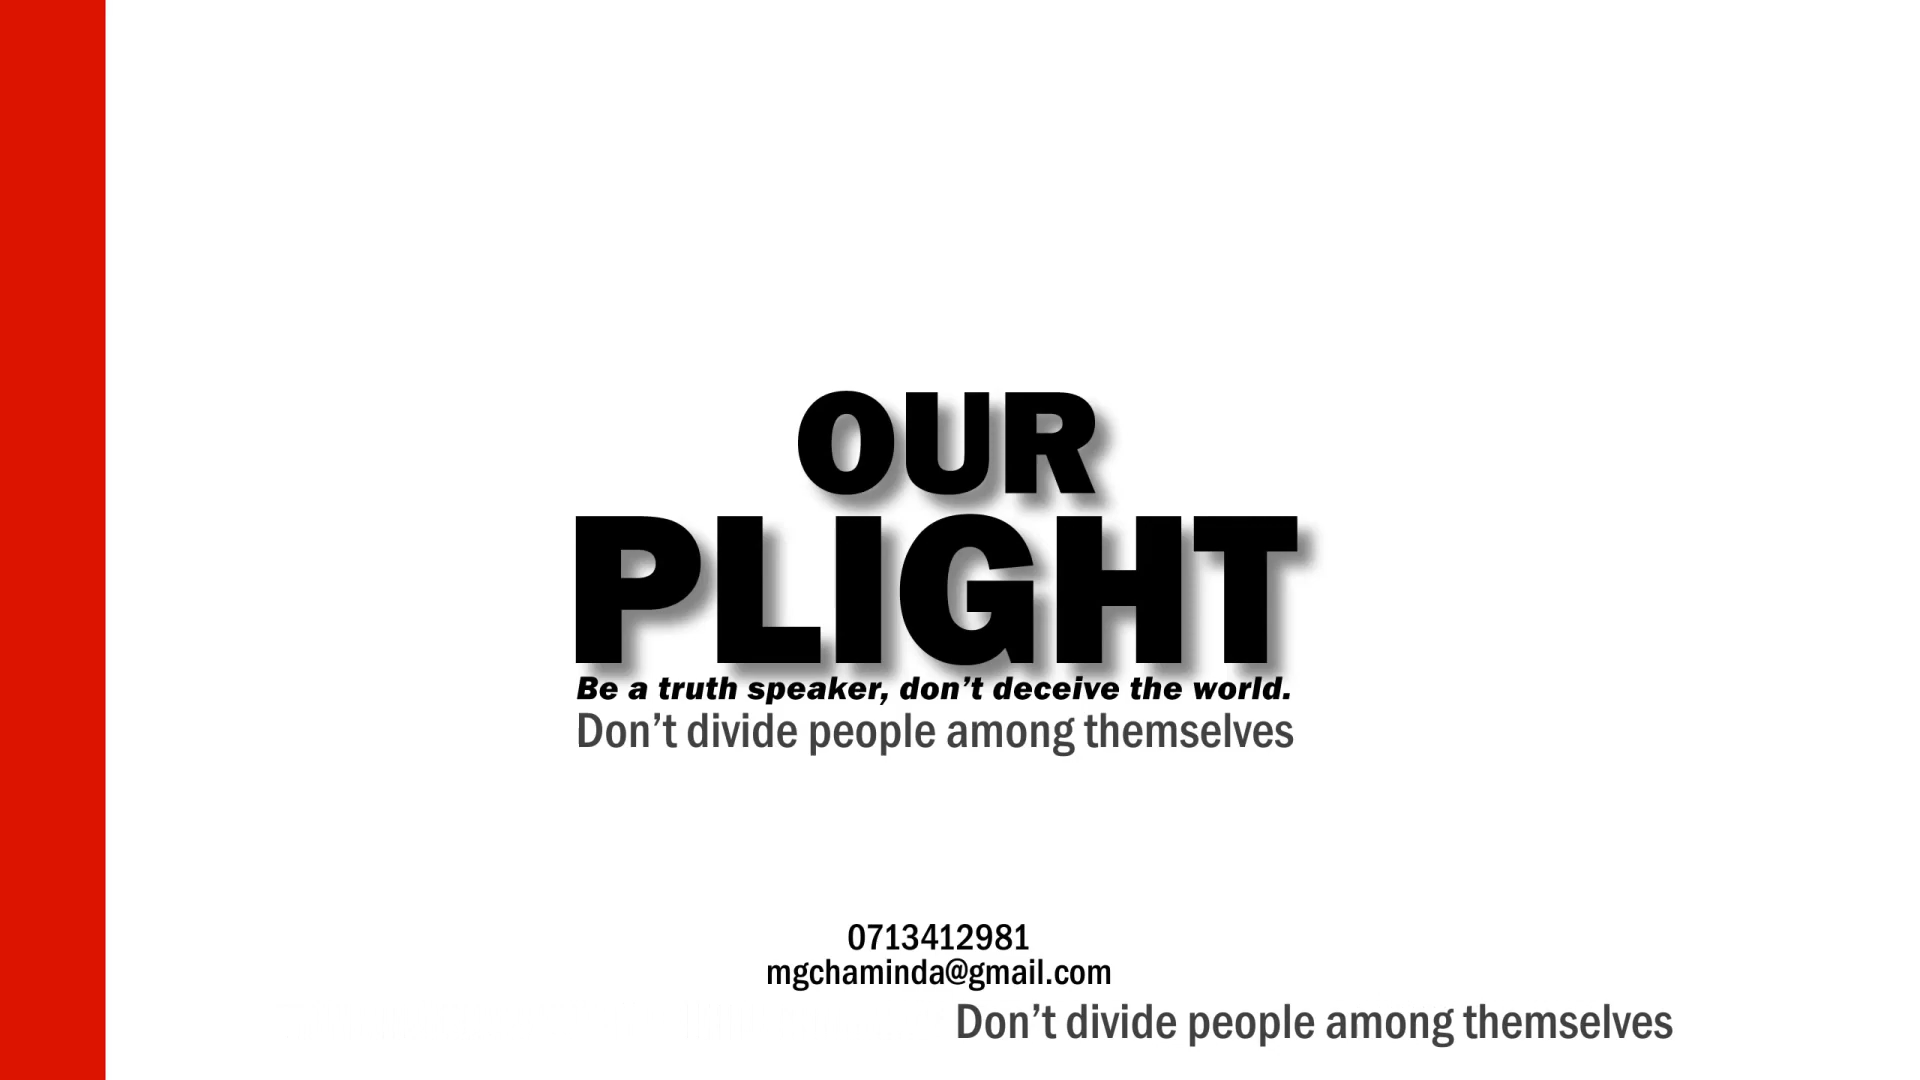 OUR
PLIGHT
Be a truth speaker, don’t deceive the world.
Don’t divide people among themselves
0713412981
mgchaminda@gmail.com
Don’t divide people among themselves